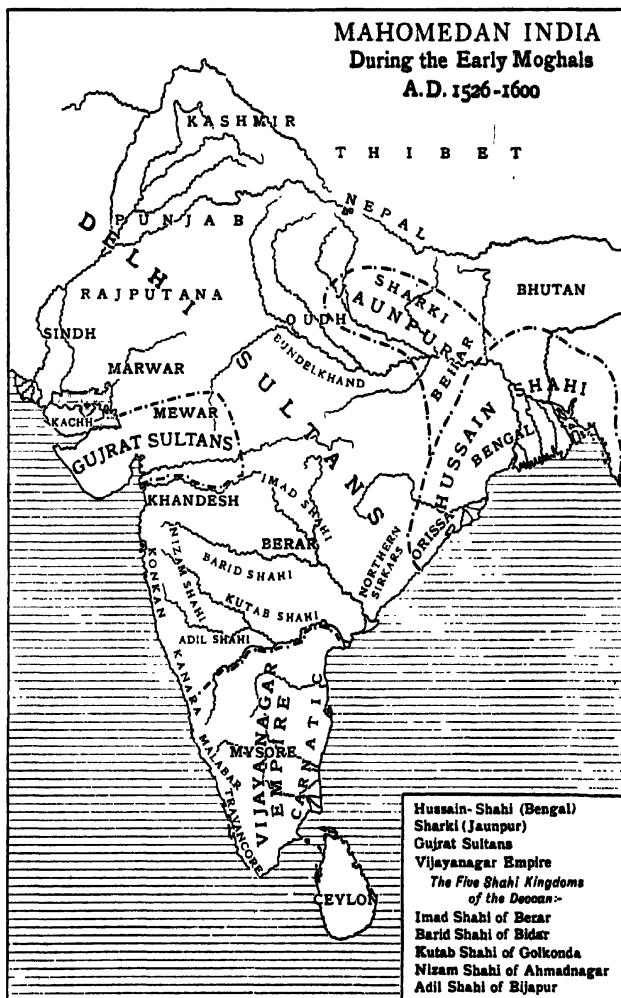 MAHOMEDAN INDIA
During the Early Moghals
A.D. 1526-1600
KASHMIR
THIBET
NEPAL
PUNJAB
DELHI
SHARKI
RAJPUTANA
AUNPUR
BHUTAN
OUDH
SINDH
BUNDELKHAND
BEHAR
MARWAR
SULTANS
SHAHI
KACHH
MEWAR
HUSSAIN
GUJRAT SULTANS
BENGAL
IMAD SHAHI
KHANDESH
BERAR
ORISSA
NORTHERN
SIRKARS
NIZAM SHAHI
BARID SHAHI
KONKAN
KUTAB SHAHI
ADIL SHAHI
KANARA
VIJAYANAGAR
EMPIRE
CARNATIC
MYSORE
MALABAR
TRAVANCORE
CEYLON
Hussain-Shahi (Bengal)
Sharki (Jaunpur)
Gujrat Sultans
Vijayanagar Empire
The Five Shahi Kingdoms
of the Deccan:-
Imad Shahi of Berar
Barid Shahi of Bidar
Kutab Shahi of Golkonda
Nizam Shahi of Ahmadnagar
Adil Shahi of Bijapur